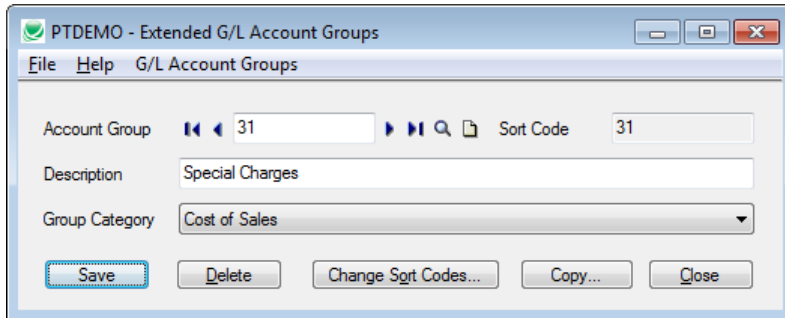 PTDEMO - Extended G/L Account Groups
File Help G/L Account Groups
Account Group 31 Sort Code 31
Description Special Charges
Group Category Cost of Sales
Save Delete Change Sort Codes... Copy... Close